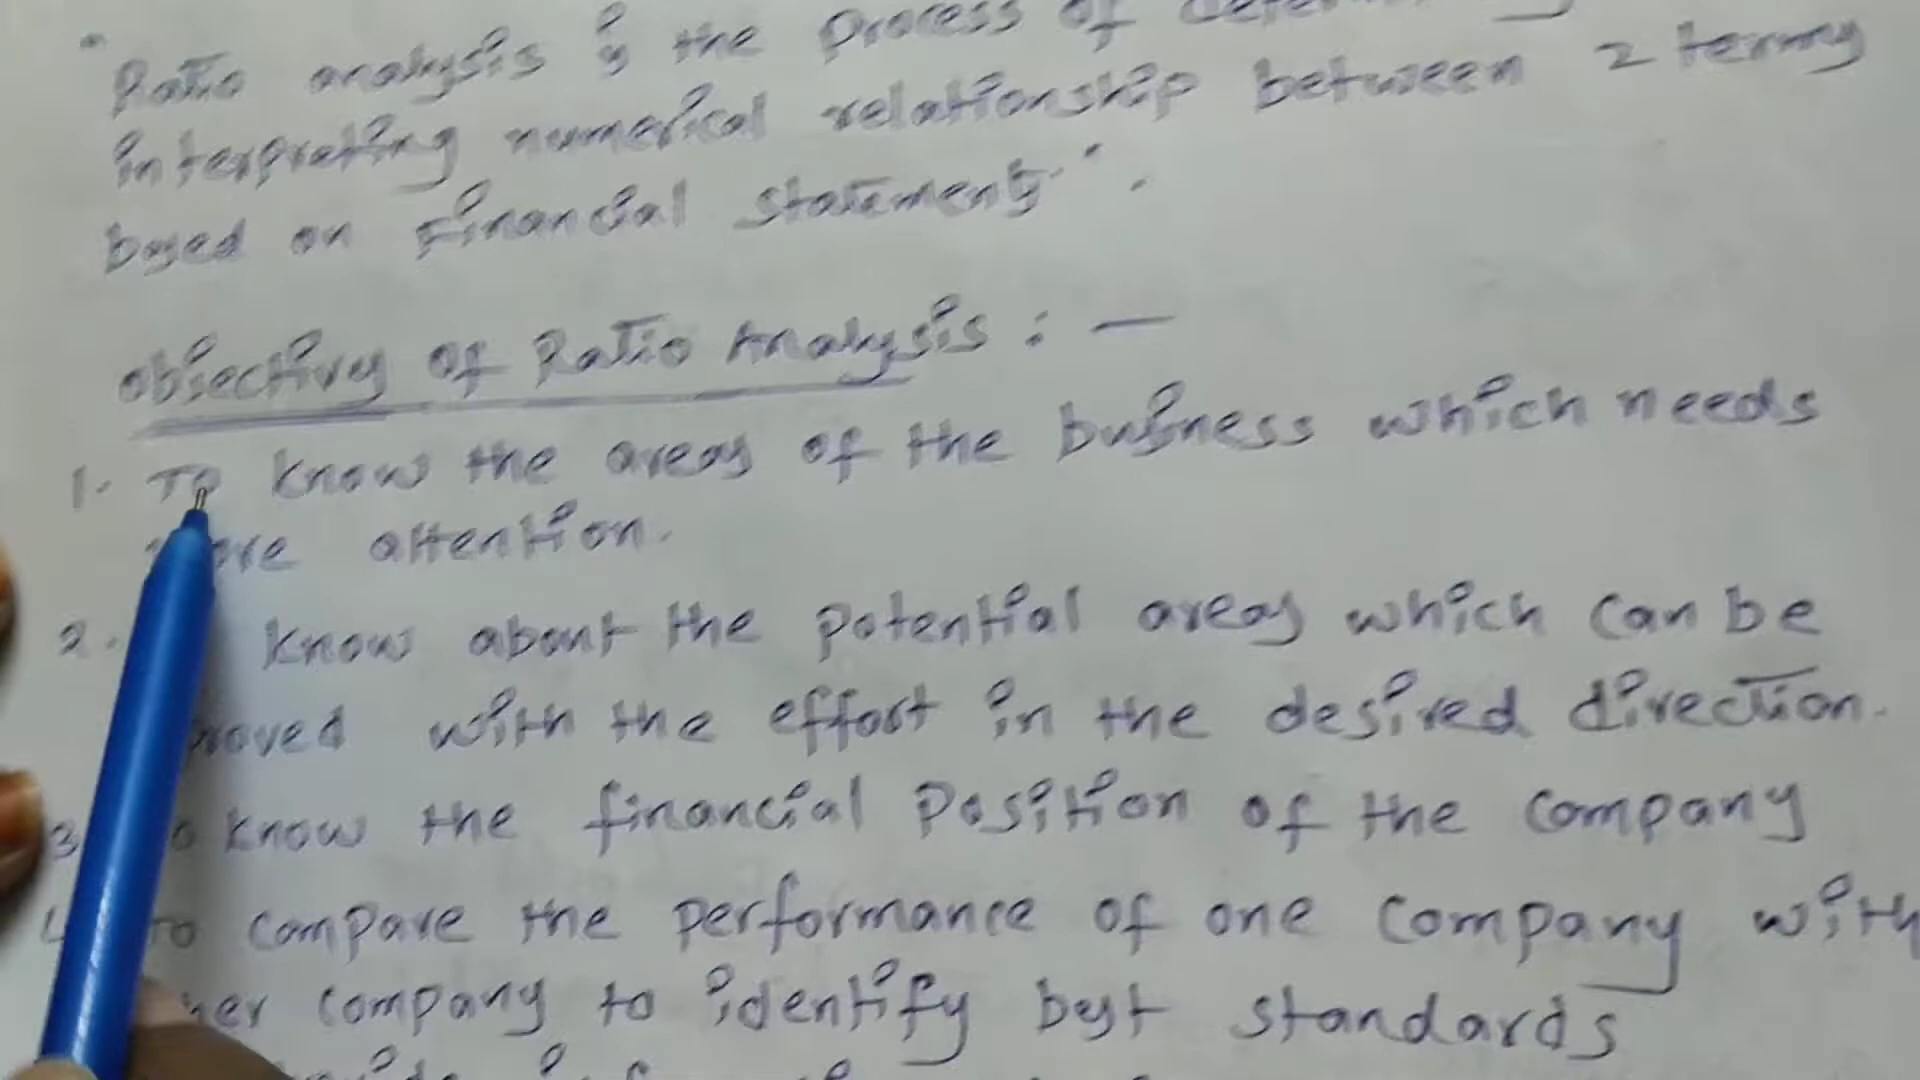 "Ratio analysis is the process of
interpreting numerical relationship between 2 terms
based on financial statements".
Objectives of Ratio Analysis : —
1. To know the areas of the business which needs
attention.
2. know about the potential areas which can be
with the effort in the desired direction.
3 know the financial position of the company
4 To compare the performance of one company with
company to identify best standards